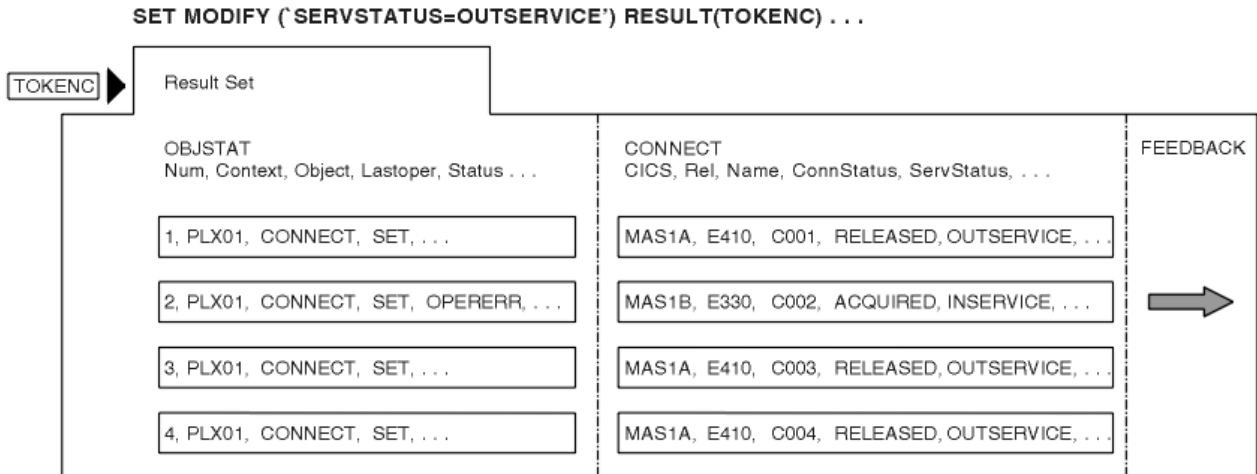 SET MODIFY (`SERVSTATUS=OUTSERVICE') RESULT(TOKENC) . . .
TOKENC
Result Set
OBJSTAT
Num, Context, Object, Lastoper, Status . . .
CONNECT
CICS, Rel, Name, ConnStatus, ServStatus, . . .
FEEDBACK
1, PLX01, CONNECT, SET, . . .
MAS1A, E410, C001, RELEASED, OUTSERVICE, . . .
2, PLX01, CONNECT, SET, OPERERR, . . .
MAS1B, E330, C002, ACQUIRED, INSERVICE, . . .
3, PLX01, CONNECT, SET, . . .
MAS1A, E410, C003, RELEASED, OUTSERVICE, . . .
4, PLX01, CONNECT, SET, . . .
MAS1A, E410, C004, RELEASED, OUTSERVICE, . . .